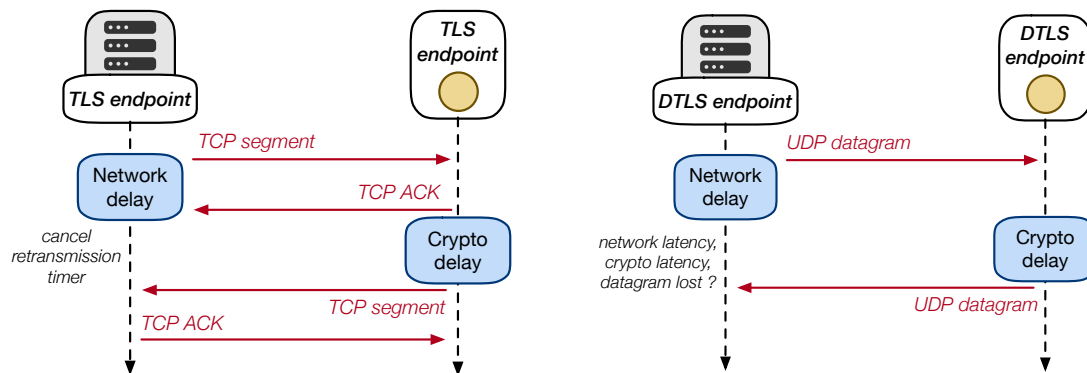 TLS
endpoint
TLS endpoint
TCP segment
Network
delay
TCP ACK
cancel
retransmission
timer
Crypto
delay
TCP segment
TCP ACK
DTLS
endpoint
DTLS endpoint
UDP datagram
Network
delay
network latency,
crypto latency,
datagram lost ?
Crypto
delay
UDP datagram